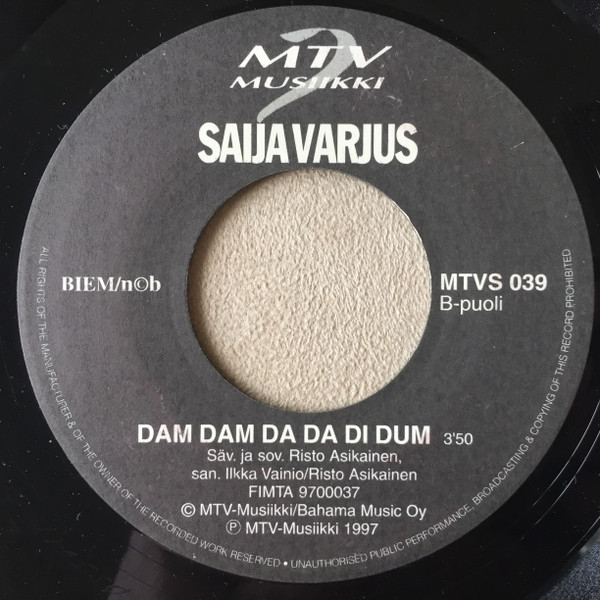 MTV
3
MUSIIKKI
SAIJA VARJUS
BIEM/n©b
MTVS 039
B-puoli
DAM DAM DA DA DI DUM 3'50
Säv. ja sov. Risto Asikainen,
san. Ilkka Vainio/Risto Asikainen
FIMTA 9700037
© MTV-Musiikki/Bahama Music Oy
℗ MTV-Musiikki 1997
ALL RIGHTS OF THE MANUFACTURER & OF THE OWNER OF THE RECORDED WORK RESERVED • UNAUTHORISED PUBLIC PERFORMANCE, BROADCASTING & COPYING OF THIS RECORD PROHIBITED